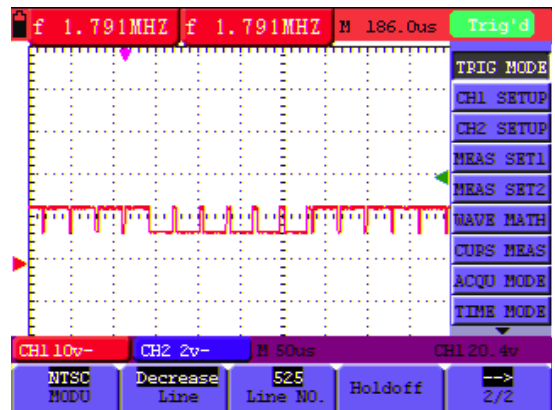 f 1.791MHZ f 1.791MHZ M 186.0us Trig'd
TRIG MODE
CH1 SETUP
CH2 SETUP
MEAS SET1
MEAS SET2
WAVE MATH
CURS MEAS
ACQU MODE
TIME MODE
CH1 10v- CH2 2v- M 50us CH1 20.4v
NTSC Decrease 525 Holdoff -->
MODU Line Line NO. 2/2